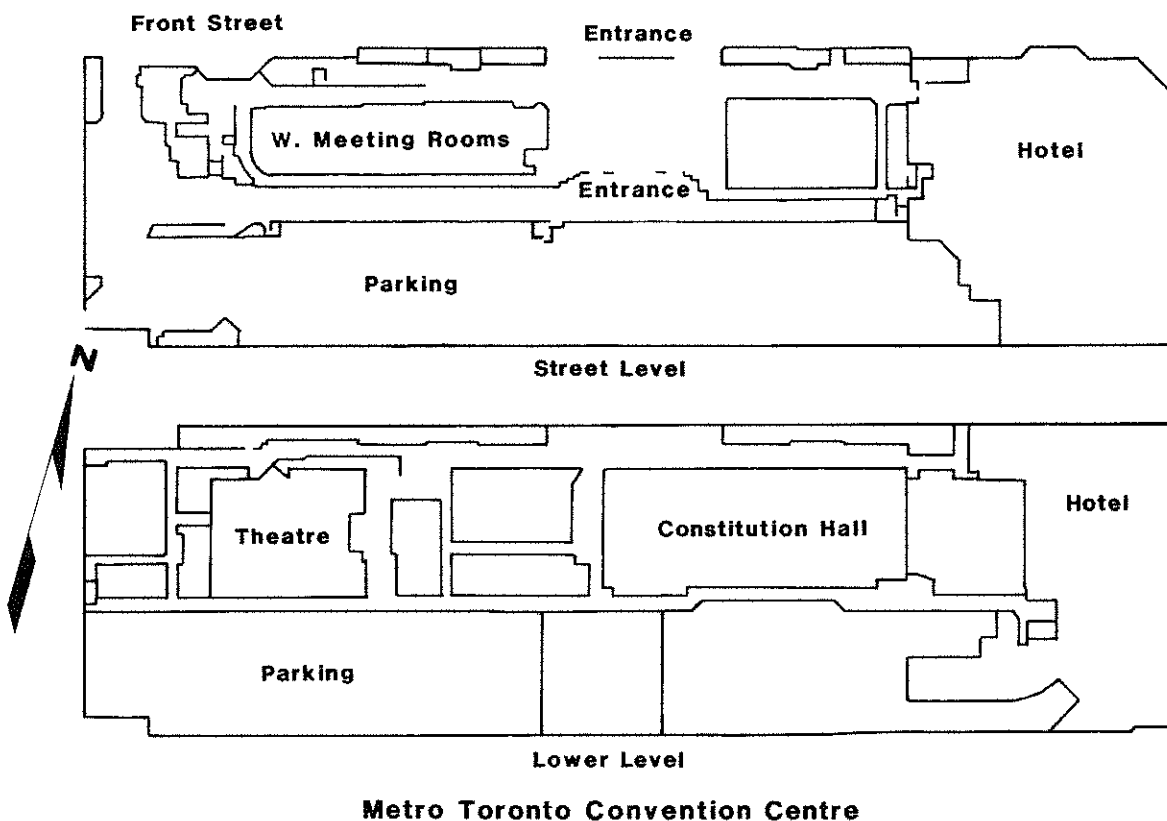 Front Street
Entrance
W. Meeting Rooms
Hotel
Entrance
Parking
N
Street Level
Hotel
Theatre
Constitution Hall
Parking
Lower Level
Metro Toronto Convention Centre